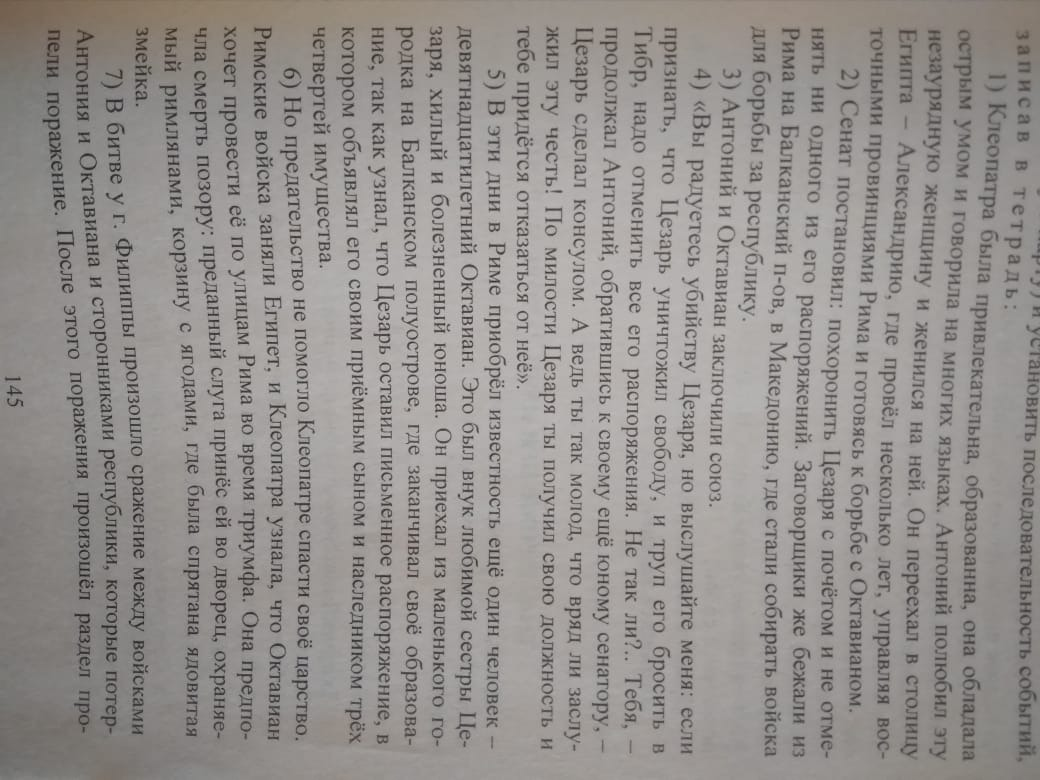 и установить последовательность событий,
записав в тетрадь:
1) Клеопатра была привлекательна, образованна, она обладала
острым умом и говорила на многих языках. Антоний полюбил эту
незаурядную женщину и женился на ней. Он переехал в столицу
Египта – Александрию, где провёл несколько лет, управляя вос-
точными провинциями Рима и готовясь к борьбе с Октавианом.
2) Сенат постановил: похоронить Цезаря с почётом и не отме-
нять ни одного из его распоряжений. Заговорщики же бежали из
Рима на Балканский п-ов, в Македонию, где стали собирать войска
для борьбы за республику.
3) Антоний и Октавиан заключили союз.
4) «Вы радуетесь убийству Цезаря, но выслушайте меня: если
признать, что Цезарь уничтожил свободу, и труп его бросить в
Тибр, надо отменить все его распоряжения. Не так ли?.. Тебя, –
продолжал Антоний, обратившись к своему ещё юному сенатору, –
Цезарь сделал консулом. А ведь ты так молод, что вряд ли заслу-
жил эту честь! По милости Цезаря ты получил свою должность и
тебе придётся отказаться от неё».
5) В эти дни в Риме приобрёл известность ещё один человек –
девятнадцатилетний Октавиан. Это был внук любимой сестры Це-
заря, хилый и болезненный юноша. Он приехал из маленького го-
родка на Балканском полуострове, где заканчивал своё образова-
ние, так как узнал, что Цезарь оставил письменное распоряжение, в
котором объявлял его своим приёмным сыном и наследником трёх
четвертей имущества.
6) Но предательство не помогло Клеопатре спасти своё царство.
Римские войска заняли Египет, и Клеопатра узнала, что Октавиан
хочет провести её по улицам Рима во время триумфа. Она предпо-
чла смерть позору: преданный слуга принёс ей во дворец, охраняе-
мый римлянами, корзину с ягодами, где была спрятана ядовитая
змейка.
7) В битве у г. Филиппы произошло сражение между войсками
Антония и Октавиана и сторонниками республики, которые потер-
пели поражение. После этого поражения произошёл раздел про-
145